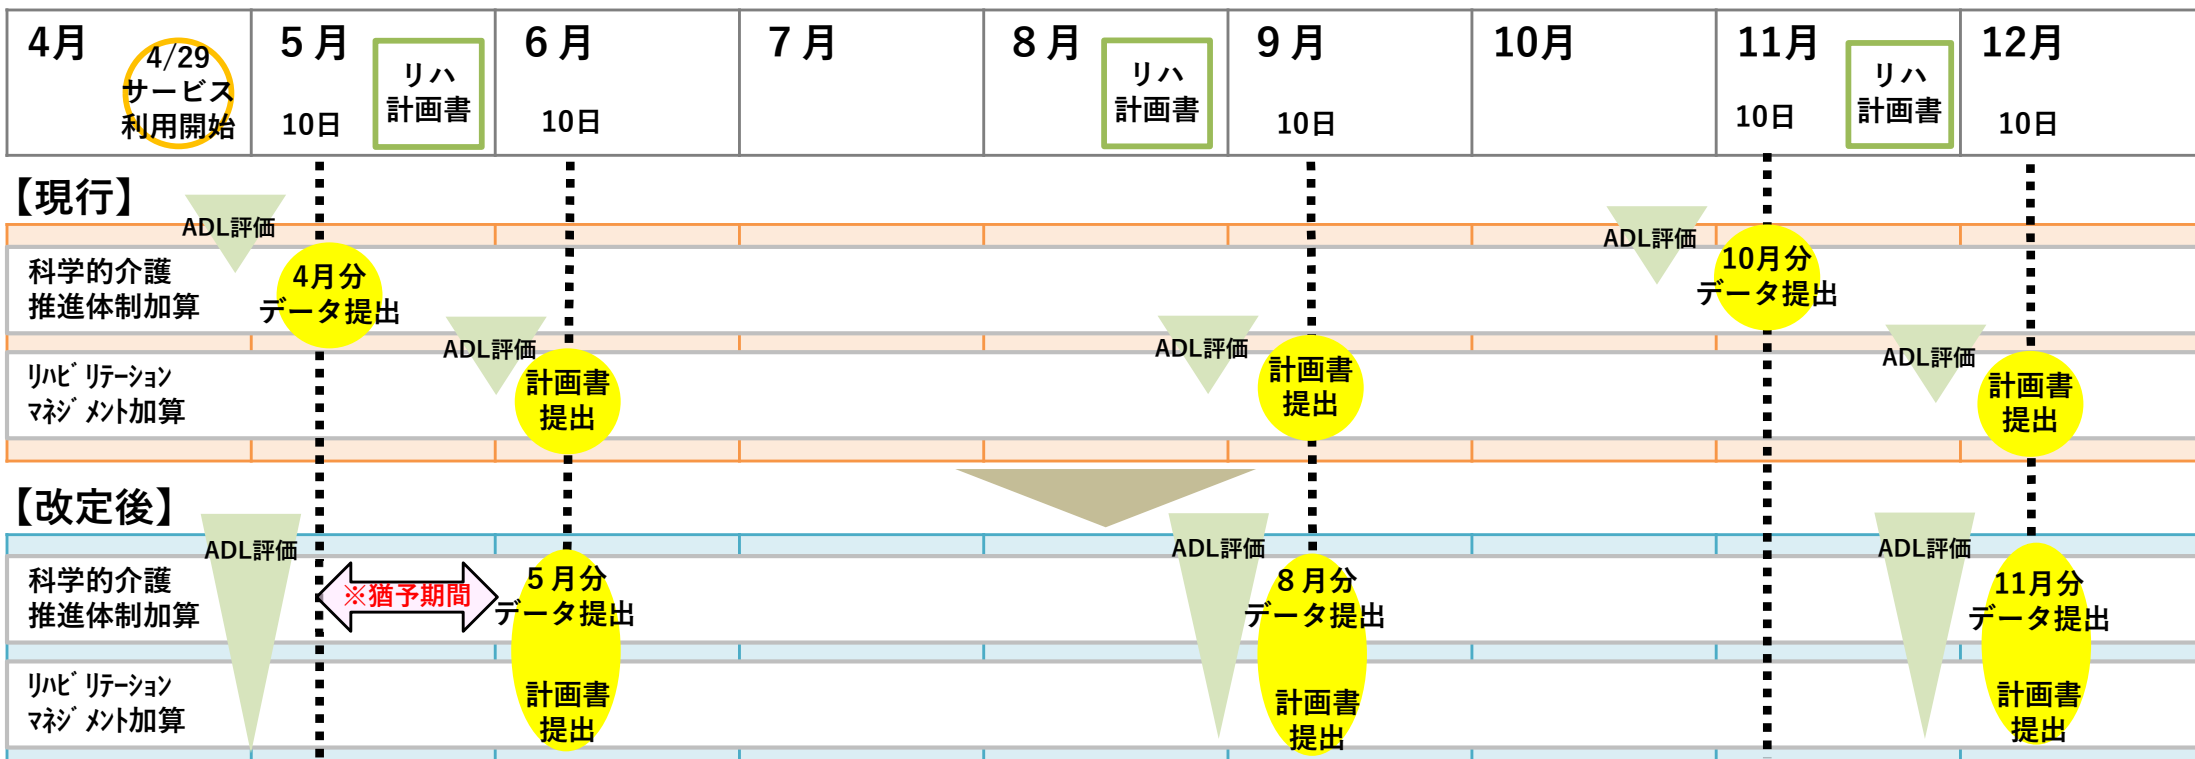 4月
4/29
サービス
利用開始
５月
10日
リハ
計画書
６月
10日
７月
８月
リハ
計画書
９月
10日
10月
11月
10日
リハ
計画書
12月
10日
【現行】
ADL評価
ADL評価
科学的介護
推進体制加算
4月分
データ提出
10月分
データ提出
ADL評価
ADL評価
ADL評価
ﾘﾊﾋﾞﾘﾃｰｼｮﾝ
ﾏﾈｼﾞﾒﾝﾄ加算
計画書
提出
計画書
提出
計画書
提出
【改定後】
ADL評価
ADL評価
ADL評価
科学的介護
推進体制加算
※猶予期間
５月分
データ提出
８月分
データ提出
11月分
データ提出
ﾘﾊﾋﾞﾘﾃｰｼｮﾝ
ﾏﾈｼﾞﾒﾝﾄ加算
計画書
提出
計画書
提出
計画書
提出